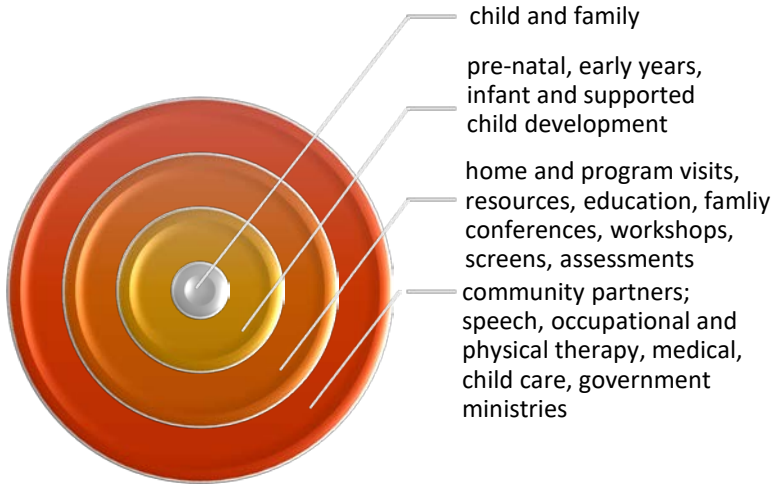 child and family
pre-natal, early years,
infant and supported
child development
home and program visits,
resources, education, famliy
conferences, workshops,
screens, assessments
community partners;
speech, occupational and
physical therapy, medical,
child care, government
ministries